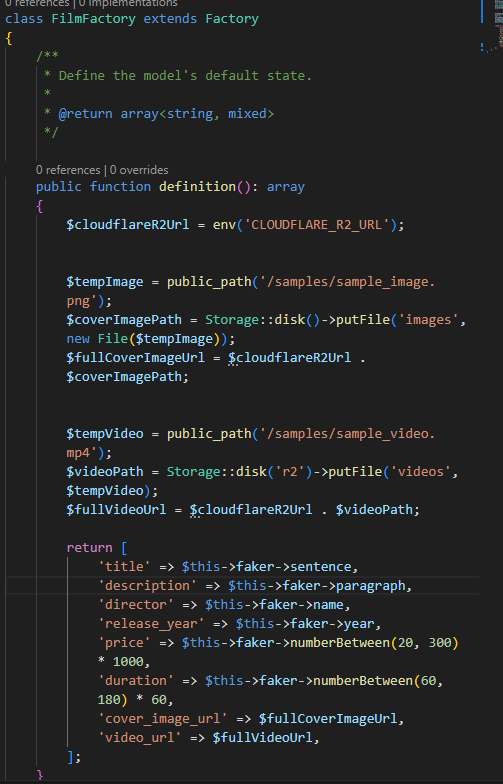 0 references | 0 implementations
class FilmFactory extends Factory
{
/**
* Define the model's default state.
*
* @return array<string, mixed>
*/
0 references | 0 overrides
public function definition(): array
{
$cloudflareR2Url = env('CLOUDFLARE_R2_URL');
$tempImage = public_path('/samples/sample_image.
png');
$coverImagePath = Storage::disk()->putFile('images',
new File($tempImage));
$fullCoverImageUrl = $cloudflareR2Url .
$coverImagePath;
$tempVideo = public_path('/samples/sample_video.
mp4');
$videoPath = Storage::disk('r2')->putFile('videos',
$tempVideo);
$fullVideoUrl = $cloudflareR2Url . $videoPath;
return [
'title' => $this->faker->sentence,
'description' => $this->faker->paragraph,
'director' => $this->faker->name,
'release_year' => $this->faker->year,
'price' => $this->faker->numberBetween(20, 300)
* 1000,
'duration' => $this->faker->numberBetween(60,
180) * 60,
'cover_image_url' => $fullCoverImageUrl,
'video_url' => $fullVideoUrl,
];
}